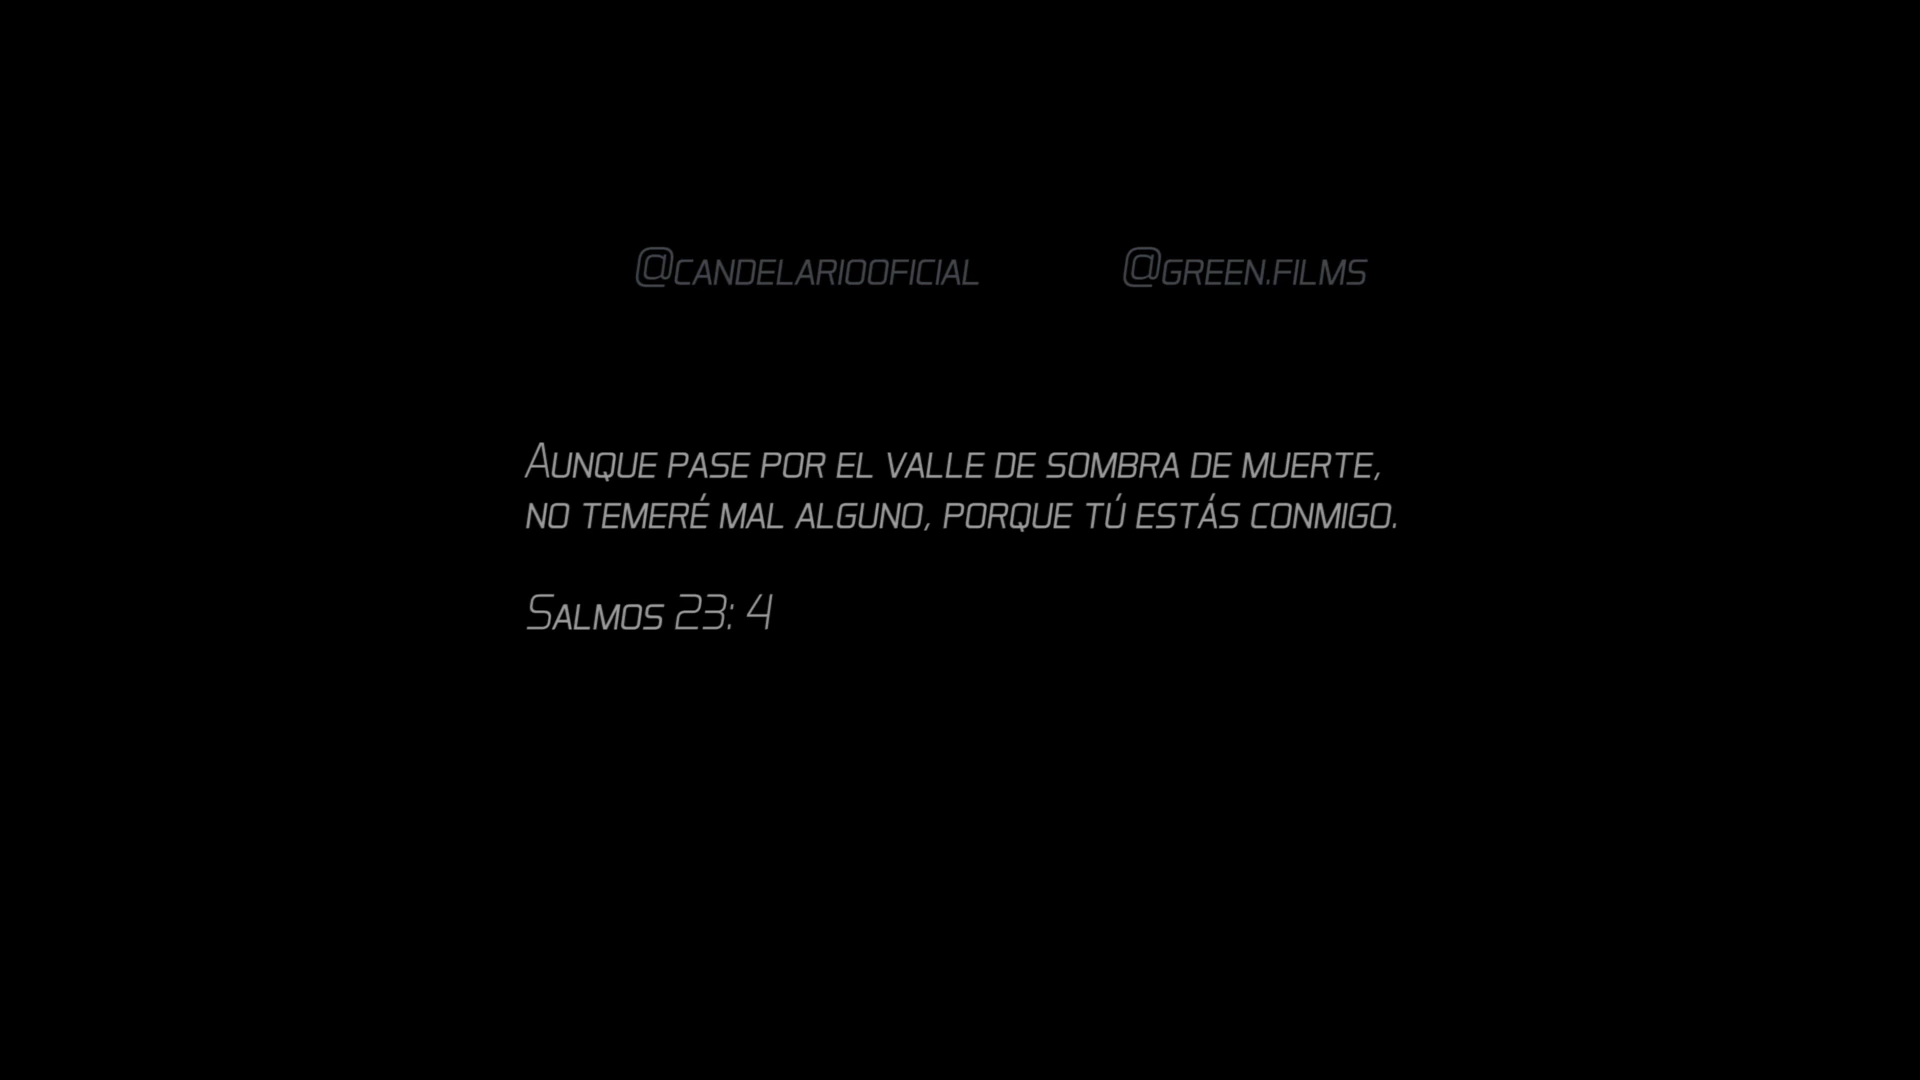 @candelariooficial @green.films
Aunque pase por el valle de sombra de muerte,
no temeré mal alguno, porque tú estás conmigo.
Salmos 23: 4